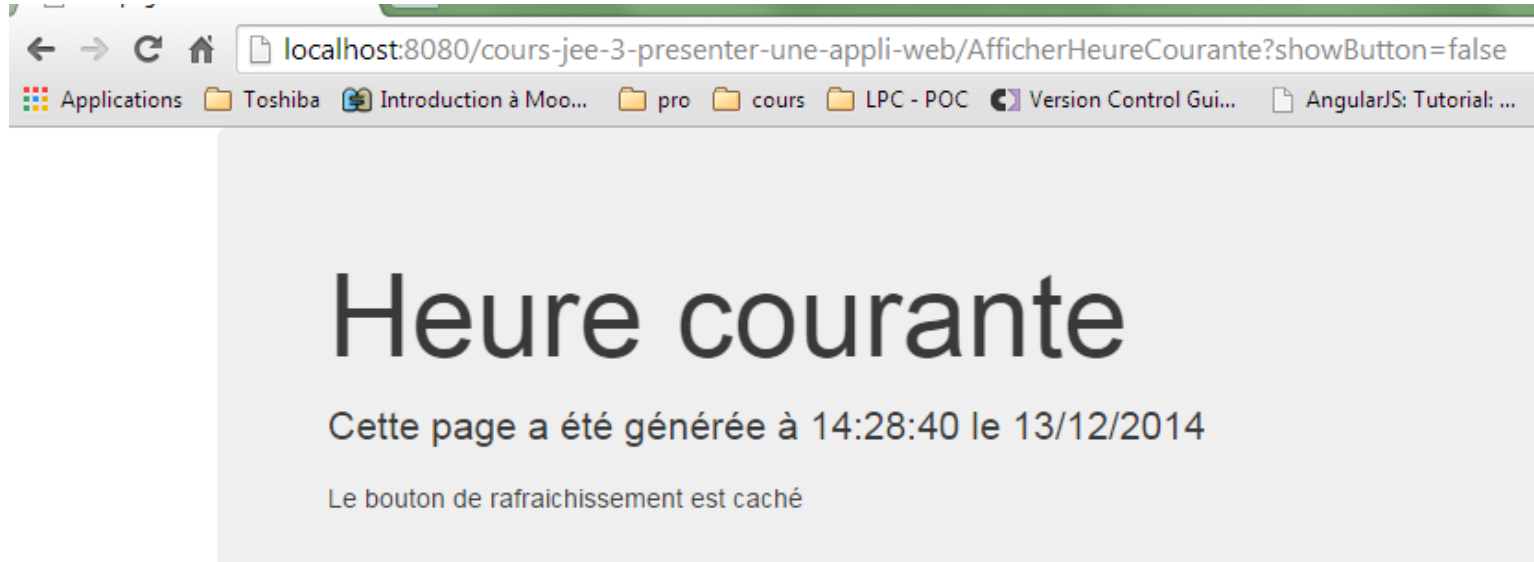 localhost:8080/cours-jee-3-presenter-une-appli-web/AfficherHeureCourante?showButton=false
Applications Toshiba Introduction à Moo... pro cours LPC - POC Version Control Gui... AngularJS: Tutorial: ...
Heure courante
Cette page a été générée à 14:28:40 le 13/12/2014
Le bouton de rafraichissement est caché